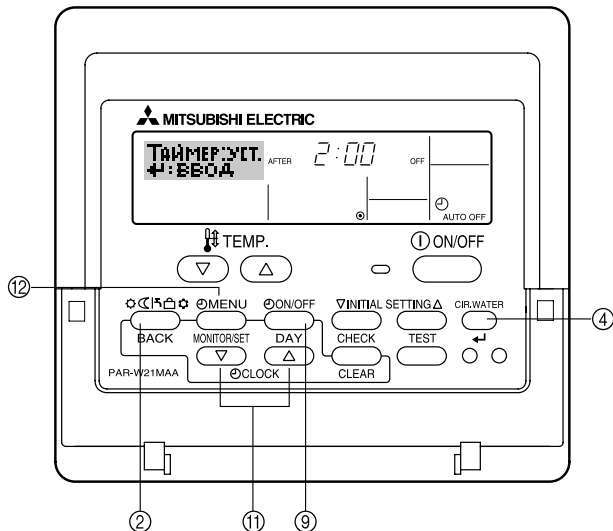 MITSUBISHI ELECTRIC
ТАЙМЕР:УСТ.
↵:ВВОД
AFTER 2:00 OFF
AUTO OFF
TEMP.
ON/OFF
⑫
MENU ON/OFF ▽INITIAL SETTING△ CIR.WATER
④
BACK MONITOR/SET DAY CHECK TEST ↵
PAR-W21MAA CLOCK CLEAR
② ⑪ ⑨